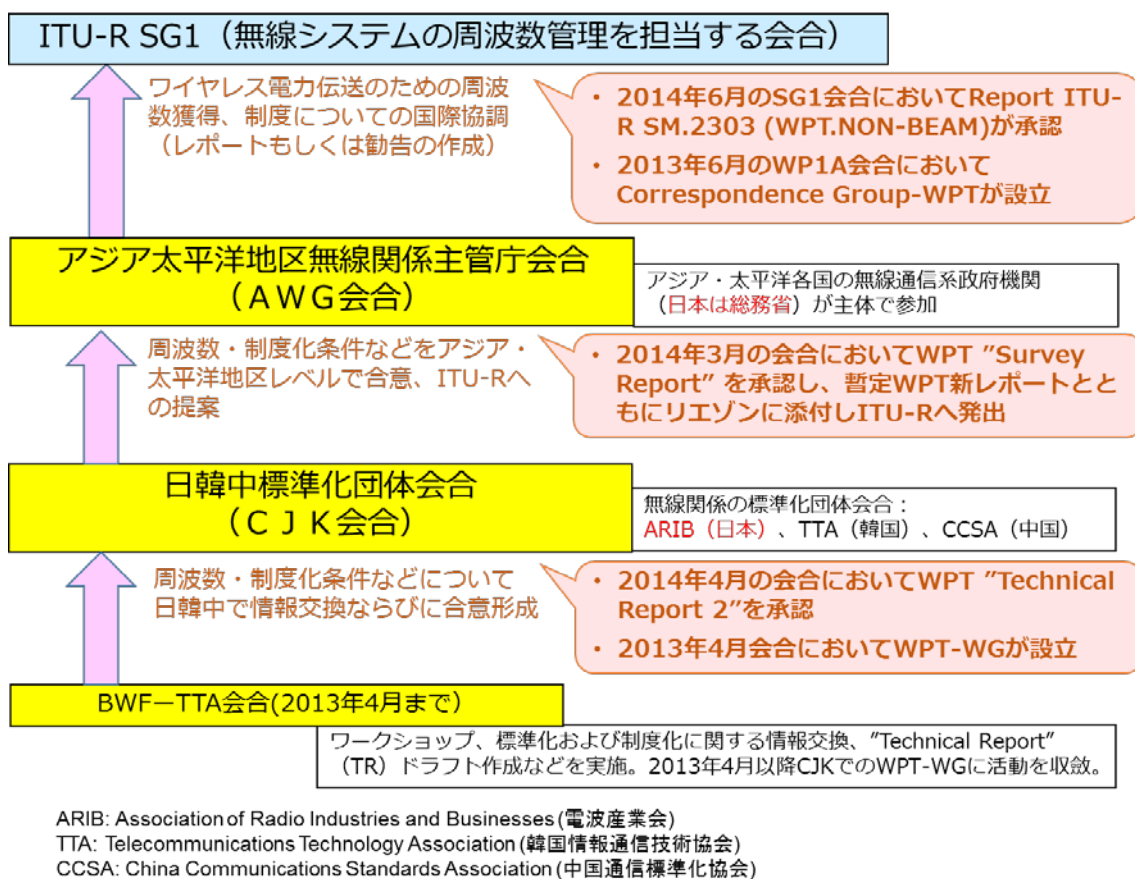 ITU-R SG1（無線システムの周波数管理を担当する会合）
ワイヤレス電力伝送のための周波
数獲得、制度についての国際協調
（レポートもしくは勧告の作成）
・ 2014年6月のSG1会合においてReport ITU-
R SM.2303 (WPT.NON-BEAM)が承認
・ 2013年6月のWP1A会合において
Correspondence Group-WPTが設立
アジア太平洋地区無線関係主管庁会合
（ＡＷＧ会合）
アジア・太平洋各国の無線通信系政府機関
（日本は総務省）が主体で参加
周波数・制度化条件などをアジア・
太平洋地区レベルで合意、ITU-Rへ
の提案
・ 2014年3月の会合においてWPT ”Survey
Report” を承認し、暫定WPT新レポートとと
もにリエゾンに添付しITU-Rへ発出
日韓中標準化団体会合
（ＣＪＫ会合）
無線関係の標準化団体会合：
ARIB（日本）、TTA（韓国）、CCSA（中国）
周波数・制度化条件などについて
日韓中で情報交換ならびに合意形成
・ 2014年4月の会合においてWPT ”Technical
Report 2”を承認
・ 2013年4月会合においてWPT-WGが設立
BWFーTTA会合(2013年4月まで）
ワークショップ、標準化および制度化に関する情報交換、”Technical Report”
（TR）ドラフト作成などを実施。2013年4月以降CJKでのWPT-WGに活動を収斂。
ARIB: Association of Radio Industries and Businesses (電波産業会)
TTA: Telecommunications Technology Association (韓国情報通信技術協会)
CCSA: China Communications Standards Association (中国通信標準化協会)